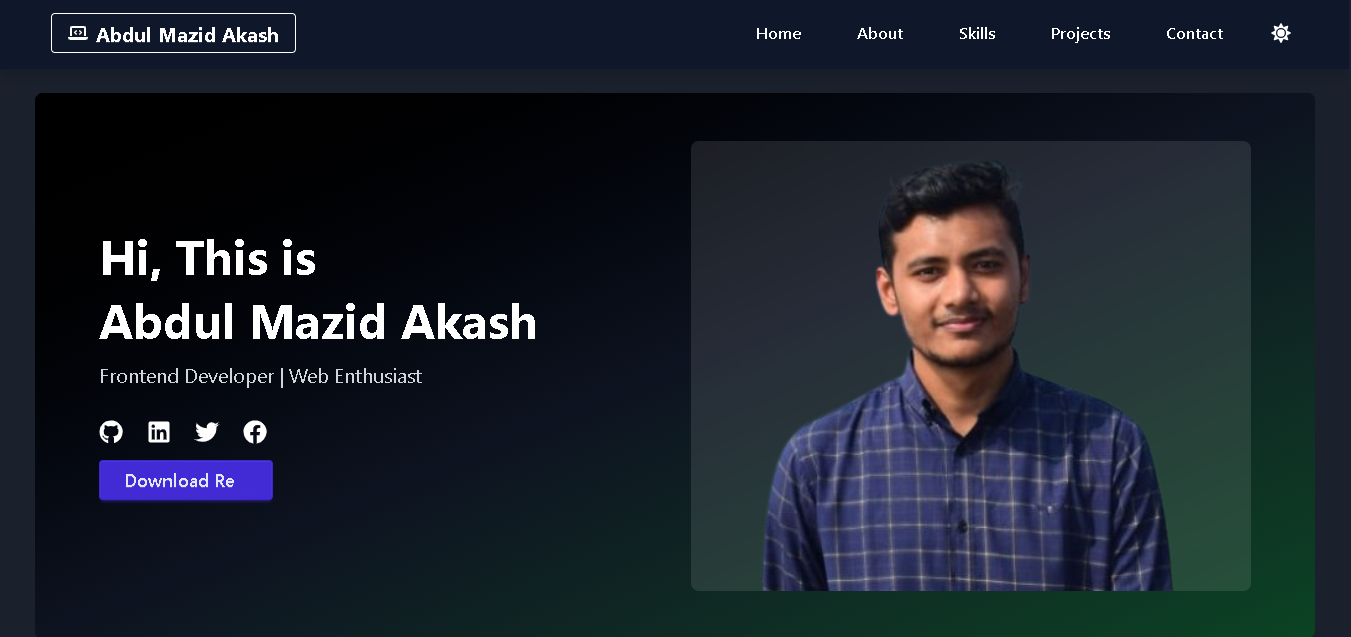 Abdul Mazid Akash
Home About Skills Projects Contact
Hi, This is
Abdul Mazid Akash
Frontend Developer | Web Enthusiast
Download Re